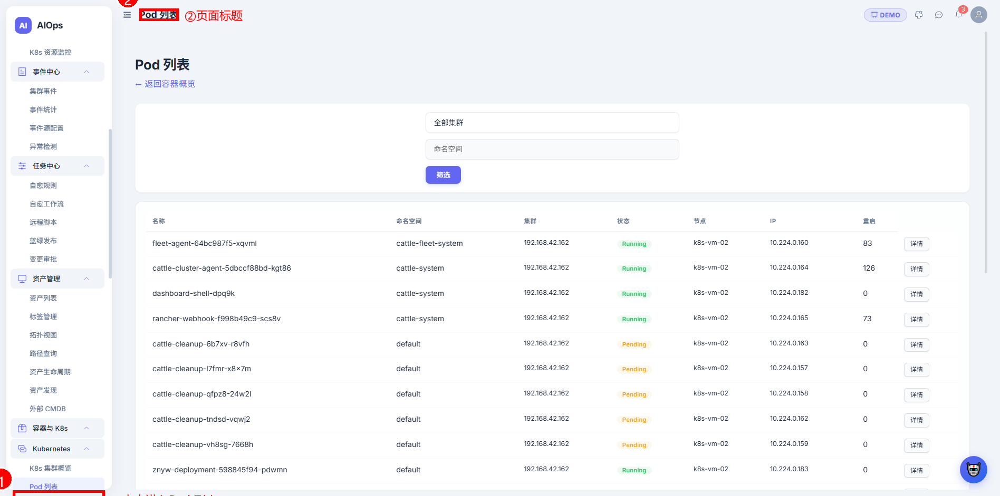 2
Pod 列表
②页面标题
DEMO
3
AI
AIOps
K8s 资源监控
事件中心
集群事件
事件统计
事件源配置
异常检测
任务中心
自愈规则
自愈工作流
远程脚本
蓝绿发布
变更审批
资产管理
资产列表
标签管理
拓扑视图
路径查询
资产生命周期
资产发现
外部 CMDB
容器与 K8s
Kubernetes
K8s 集群概览
1
Pod 列表
Pod 列表
← 返回容器概览
全部集群
命名空间
筛选
名称 命名空间 集群 状态 节点 IP 重启
fleet-agent-64bc987f5-xqvml cattle-fleet-system 192.168.42.162 Running k8s-vm-02 10.224.0.160 83 详情
cattle-cluster-agent-5dbccf88bd-kgt86 cattle-system 192.168.42.162 Running k8s-vm-02 10.224.0.164 126 详情
dashboard-shell-dpq9k cattle-system 192.168.42.162 Running k8s-vm-02 10.224.0.182 0 详情
rancher-webhook-f998b49c9-scs8v cattle-system 192.168.42.162 Running k8s-vm-02 10.224.0.165 73 详情
cattle-cleanup-6b7xv-r8vfh default 192.168.42.162 Pending k8s-vm-02 10.224.0.163 0 详情
cattle-cleanup-l7fmr-x8x7m default 192.168.42.162 Pending k8s-vm-02 10.224.0.157 0 详情
cattle-cleanup-qfpz8-24w2l default 192.168.42.162 Pending k8s-vm-02 10.224.0.158 0 详情
cattle-cleanup-tndsd-vqwj2 default 192.168.42.162 Pending k8s-vm-02 10.224.0.162 0 详情
cattle-cleanup-vh8sg-7668h default 192.168.42.162 Pending k8s-vm-02 10.224.0.159 0 详情
znyw-deployment-598845f94-pdwmn default 192.168.42.162 Running k8s-vm-02 10.224.0.183 0 详情